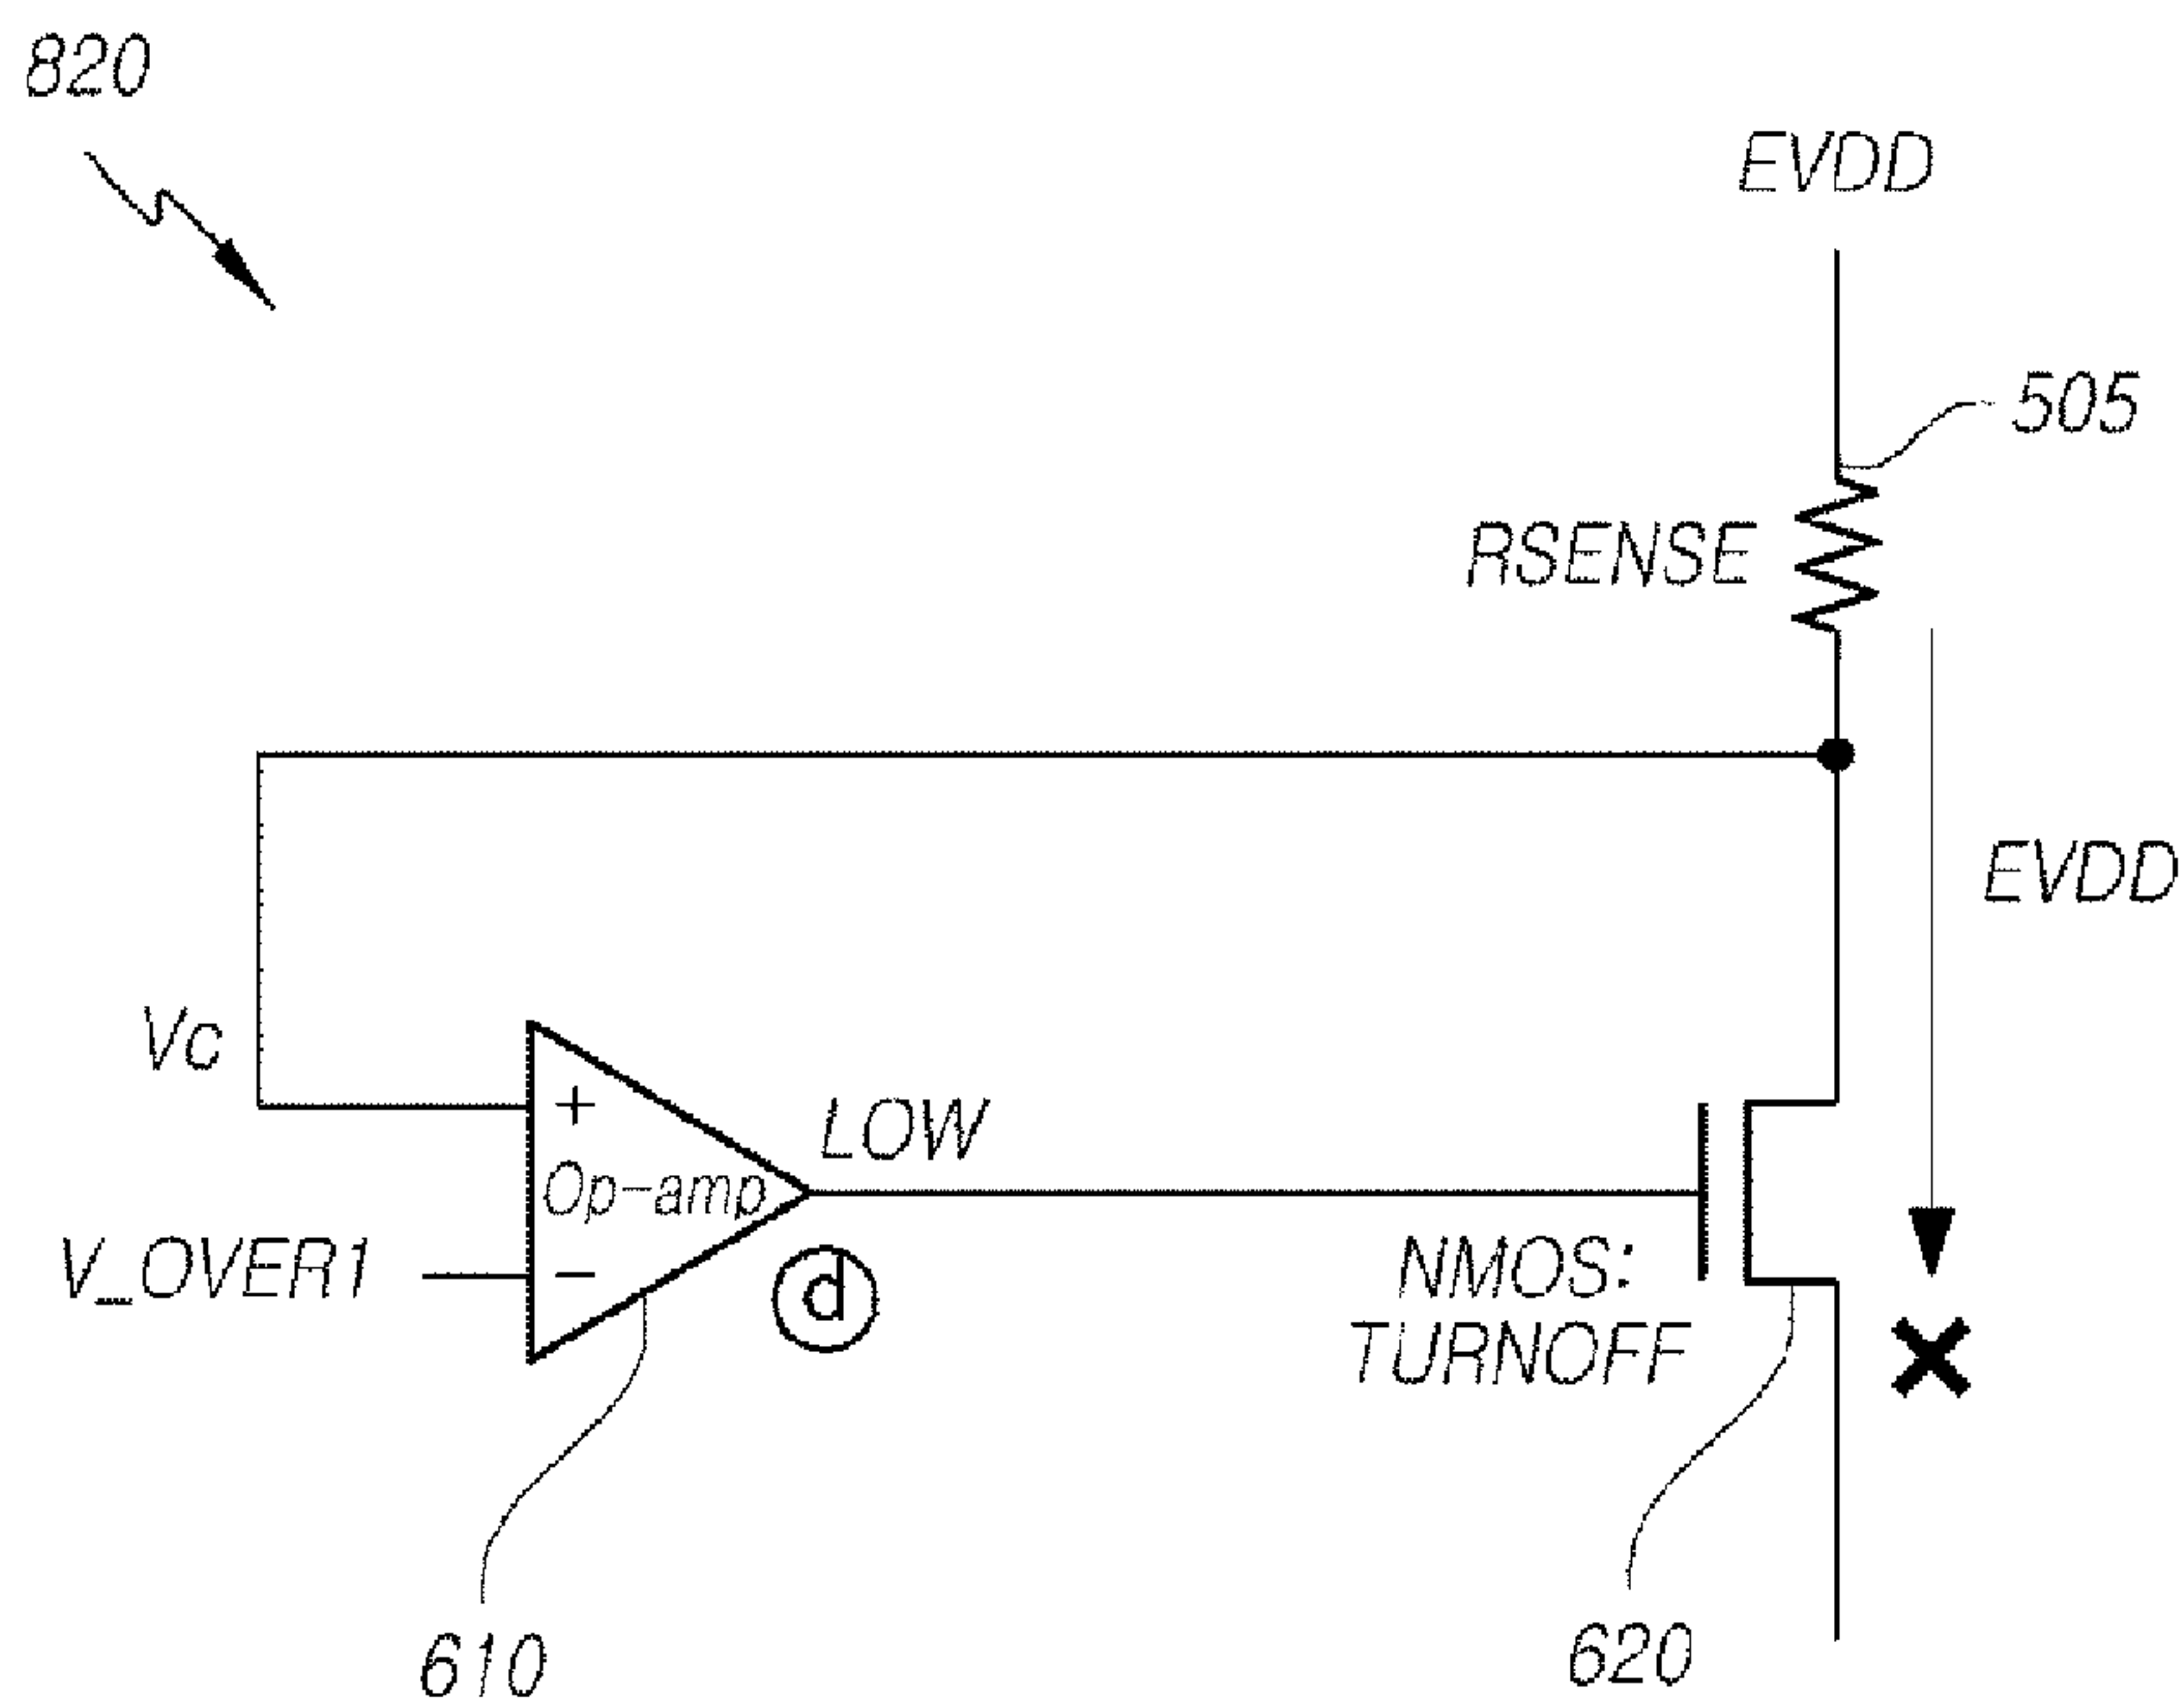 820
EVDD
505
RSENSE
EVDD
Vc
+
LOW
Op-amp
V_OVER1
−
d
NMOS:
TURNOFF
610
620